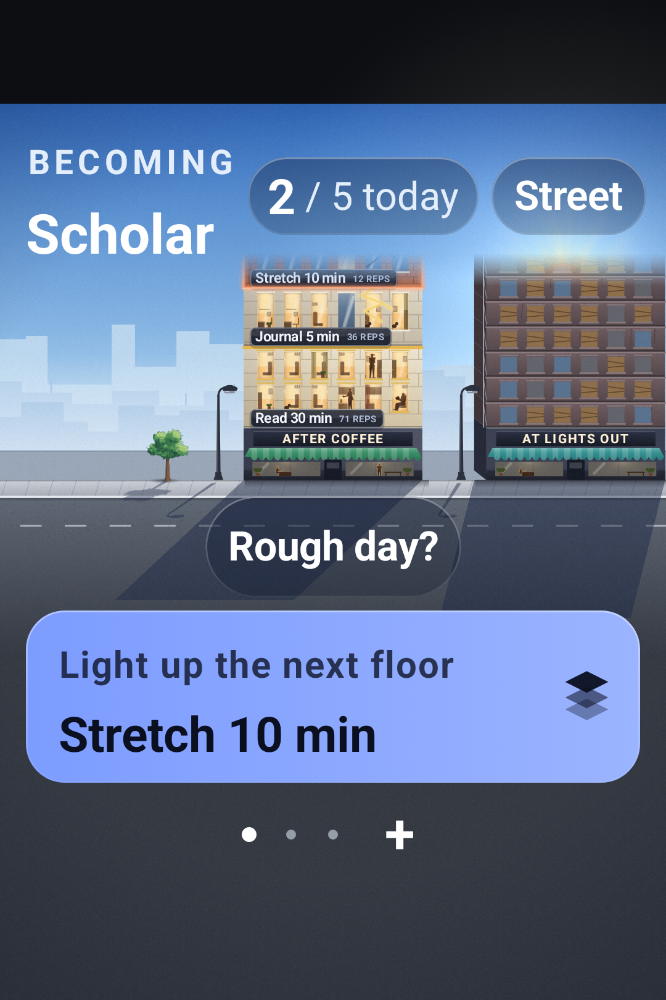 BECOMING
Scholar
2 / 5 today
Street
Stretch 10 min 12 REPS
Journal 5 min 36 REPS
Read 30 min 71 REPS
AFTER COFFEE
AT LIGHTS OUT
Rough day?
Light up the next floor
Stretch 10 min